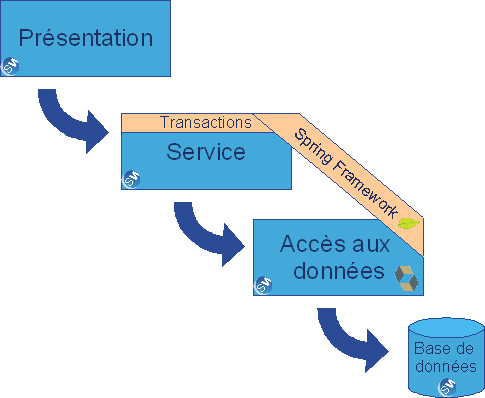 Présentation
Transactions
Service
Spring Framework
Accès aux
données
Base de
données